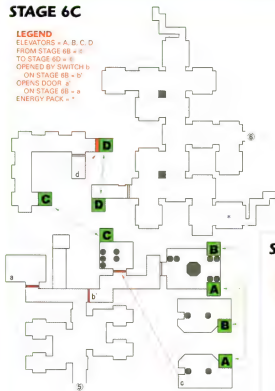 STAGE 6C
LEGEND
ELEVATORS = A, B, C, D
FROM STAGE 6B = ⑤
TO STAGE 6D = ⑥
OPENED BY SWITCH b
ON STAGE 6B = b'
OPENS DOOR a'
ON STAGE 6B = a
ENERGY PACK = *
⑥
D
d
C
D
C
B
a
b'
A
B
A
c
⑤